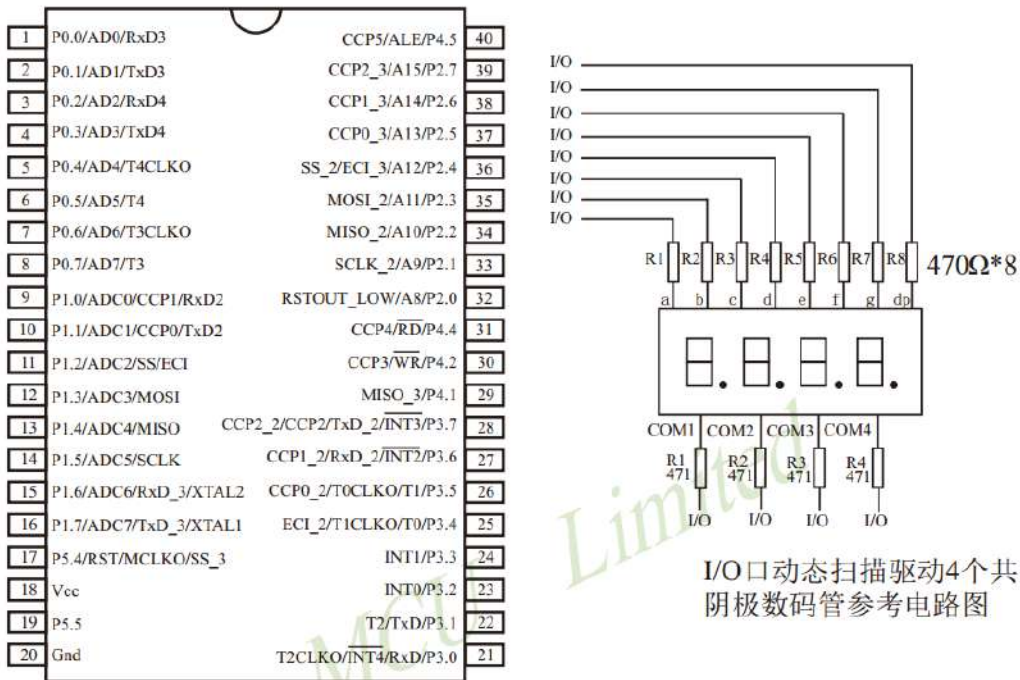 1 P0.0/AD0/RxD3
2 P0.1/AD1/TxD3
3 P0.2/AD2/RxD4
4 P0.3/AD3/TxD4
5 P0.4/AD4/T4CLKO
6 P0.5/AD5/T4
7 P0.6/AD6/T3CLKO
8 P0.7/AD7/T3
9 P1.0/ADC0/CCP1/RxD2
10 P1.1/ADC1/CCP0/TxD2
11 P1.2/ADC2/SS/ECI
12 P1.3/ADC3/MOSI
13 P1.4/ADC4/MISO
14 P1.5/ADC5/SCLK
15 P1.6/ADC6/RxD_3/XTAL2
16 P1.7/ADC7/TxD_3/XTAL1
17 P5.4/RST/MCLKO/SS_3
18 Vcc
19 P5.5
20 Gnd
CCP5/ALE/P4.5 40
CCP2_3/A15/P2.7 39
CCP1_3/A14/P2.6 38
CCP0_3/A13/P2.5 37
SS_2/ECI_3/A12/P2.4 36
MOSI_2/A11/P2.3 35
MISO_2/A10/P2.2 34
SCLK_2/A9/P2.1 33
RSTOUT_LOW/A8/P2.0 32
CCP4/RD/P4.4 31
CCP3/WR/P4.2 30
MISO_3/P4.1 29
CCP2_2/CCP2/TxD_2/INT3/P3.7 28
CCP1_2/RxD_2/INT2/P3.6 27
CCP0_2/T0CLKO/T1/P3.5 26
ECI_2/T1CLKO/T0/P3.4 25
INT1/P3.3 24
INT0/P3.2 23
T2/TxD/P3.1 22
T2CLKO/INT4/RxD/P3.0 21
I/O
I/O
I/O
I/O
I/O
I/O
I/O
I/O
R1 R2 R3 R4 R5 R6 R7 R8 470Ω*8
a b c d e f g dp
8. 8. 8. 8.
COM1 COM2 COM3 COM4
R1 R2 R3 R4
471 471 471 471
I/O I/O I/O I/O
I/O口动态扫描驱动4个共
阴极数码管参考电路图
MCU Limited